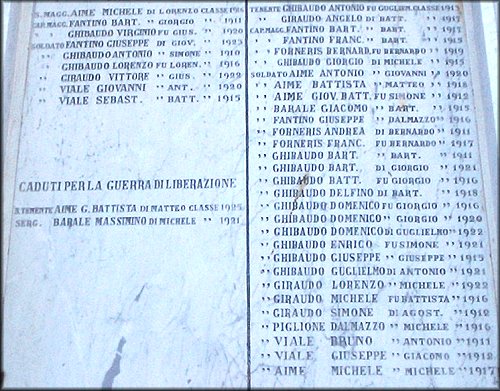 S. MAGG. AIME MICHELE DI LORENZO CLASSE 1916
CAP. MAGG. FANTINO BART. " GIORGIO " 1911
" GHIBAUDO VIRGINIO FU GIUS. " 1920
SOLDATO FANTINO GIUSEPPE DI GIOV. " 1923
" GHIBAUDO ANTONIO " SIMONE " 1910
" GHIBAUDO LORENZO FU LOREN. " 1916
" GIRAUDO VITTORE " GIUS. " 1922
" VIALE GIOVANNI " ANT. " 1920
" VIALE SEBAST. " BATT. " 1915
CADUTI PER LA GUERRA DI LIBERAZIONE
S. TENENTE AIME G. BATTISTA DI MATTEO CLASSE 1925
SERG. BARALE MASSIMINO DI MICHELE " 1921
TENENTE GHIBAUDO ANTONIO FU GUGLIELM. CLASSE 1913
" GIRAUDO ANGELO DI BATT. " 1917
CAP. MAGG. FANTINO BART. " BATT. " 1917
" FANTINO FRANC. " BATT. " 1915
" FORNERIS BERNARD. FU BERNARDO " 1919
" GHIBAUDO GIORGIO DI MICHELE " 1915
SOLDATO AIME ANTONIO " GIOVANNI " 1920
" AIME BATTISTA " MATTEO " 1918
" AIME GIOV. BATT. FU SIMONE " 1912
" BARALE GIACOMO " BART. " 1915
" FANTINO GIUSEPPE " DALMAZZO " 1916
" FORNERIS ANDREA DI BERNARDO " 1911
" FORNERIS FRANC. FU BERNARDO " 1917
" GHIBAUDO BART. " BART. " 1911
" GHIBAUDO BART. DI GIORGIO " 1921
" GHIBAUDO BATT. FU GIORGIO " 1916
" GHIBAUDO DELFINO DI BART. " 1918
" GHIBAUDO DOMENICO FU GIORGIO " 1916
" GHIBAUDO DOMENICO " GIORGIO " 1920
" GHIBAUDO DOMENICO DI GUGLIELMO " 1922
" GHIBAUDO ENRICO FU SIMONE " 1921
" GHIBAUDO GIUSEPPE " GIUSEPPE " 1915
" GHIBAUDO GUGLIELMO DI ANTONIO " 1921
" GIRAUDO LORENZO " MICHELE " 1922
" GIRAUDO MICHELE FU BATTISTA " 1916
" GIRAUDO SIMONE DI AGOST. " 1912
" PIGLIONE DALMAZZO " MICHELE " 1916
" VIALE BRUNO " ANTONIO " 1911
" VIALE GIUSEPPE " GIACOMO " 1912
" AIME MICHELE " MICHELE " 1917